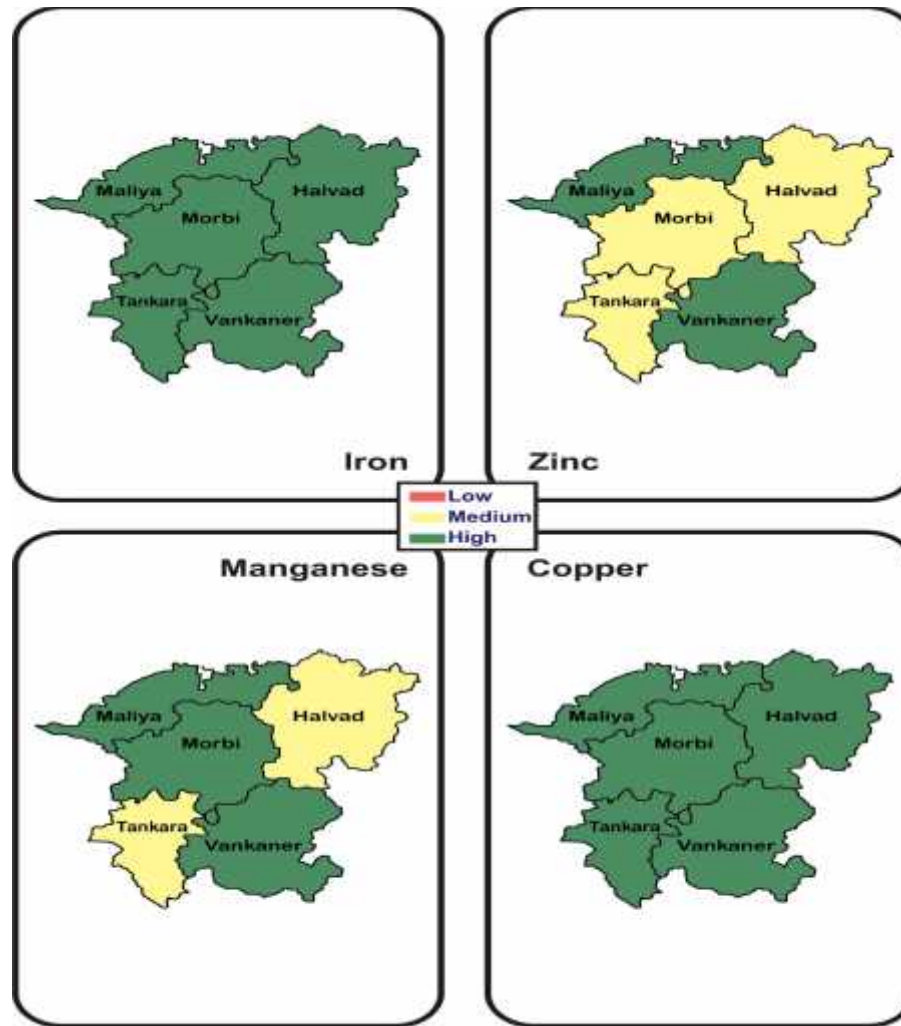 Maliya
Halvad
Morbi
Tankara
Vankaner
Iron
Maliya
Halvad
Morbi
Tankara
Vankaner
Zinc
Low
Medium
High
Manganese
Maliya
Halvad
Morbi
Tankara
Vankaner
Copper
Maliya
Halvad
Morbi
Tankara
Vankaner